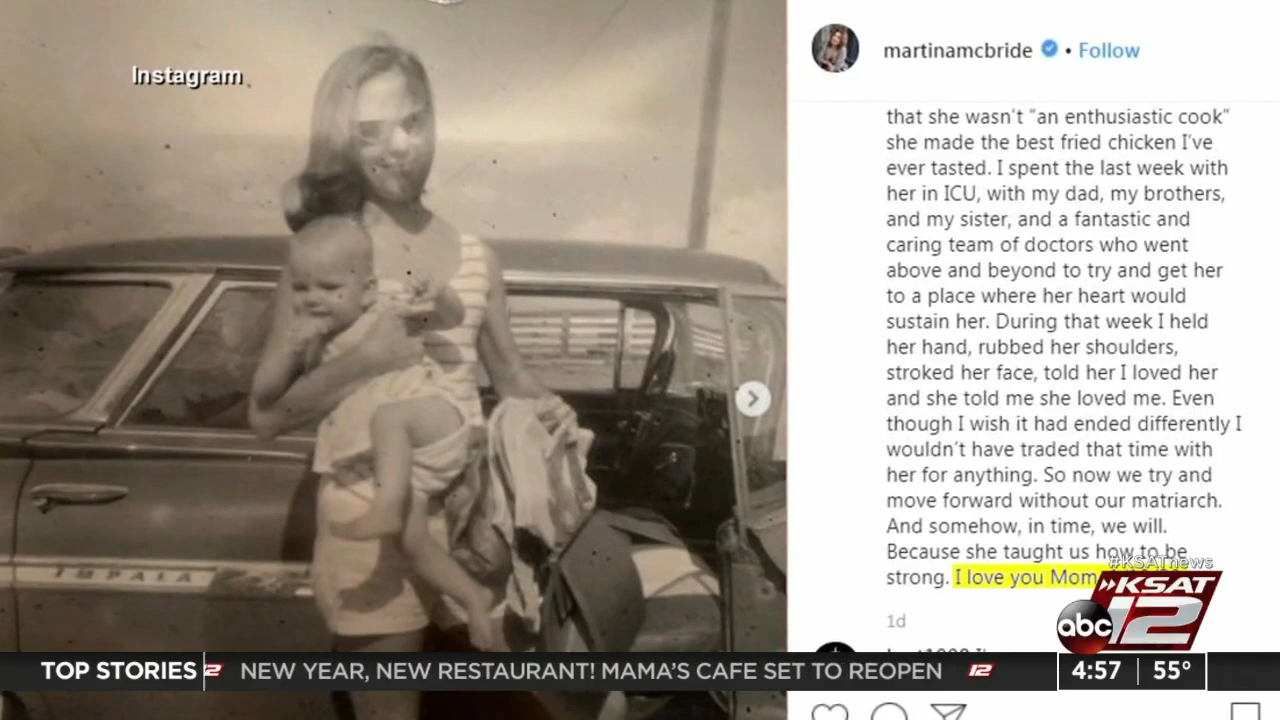 Instagram
IMPALA
martinamcbride • Follow
that she wasn't "an enthusiastic cook"
she made the best fried chicken I've
ever tasted. I spent the last week with
her in ICU, with my dad, my brothers,
and my sister, and a fantastic and
caring team of doctors who went
above and beyond to try and get her
to a place where her heart would
sustain her. During that week I held
her hand, rubbed her shoulders,
stroked her face, told her I loved her
and she told me she loved me. Even
though I wish it had ended differently I
wouldn't have traded that time with
her for anything. So now we try and
move forward without our matriarch.
And somehow, in time, we will.
Because she taught us how to be
strong. I love you Mom
1d
#KSATnews
KSAT
abc 12
TOP STORIES 12 NEW YEAR, NEW RESTAURANT! MAMA'S CAFE SET TO REOPEN 12
4:57 55°